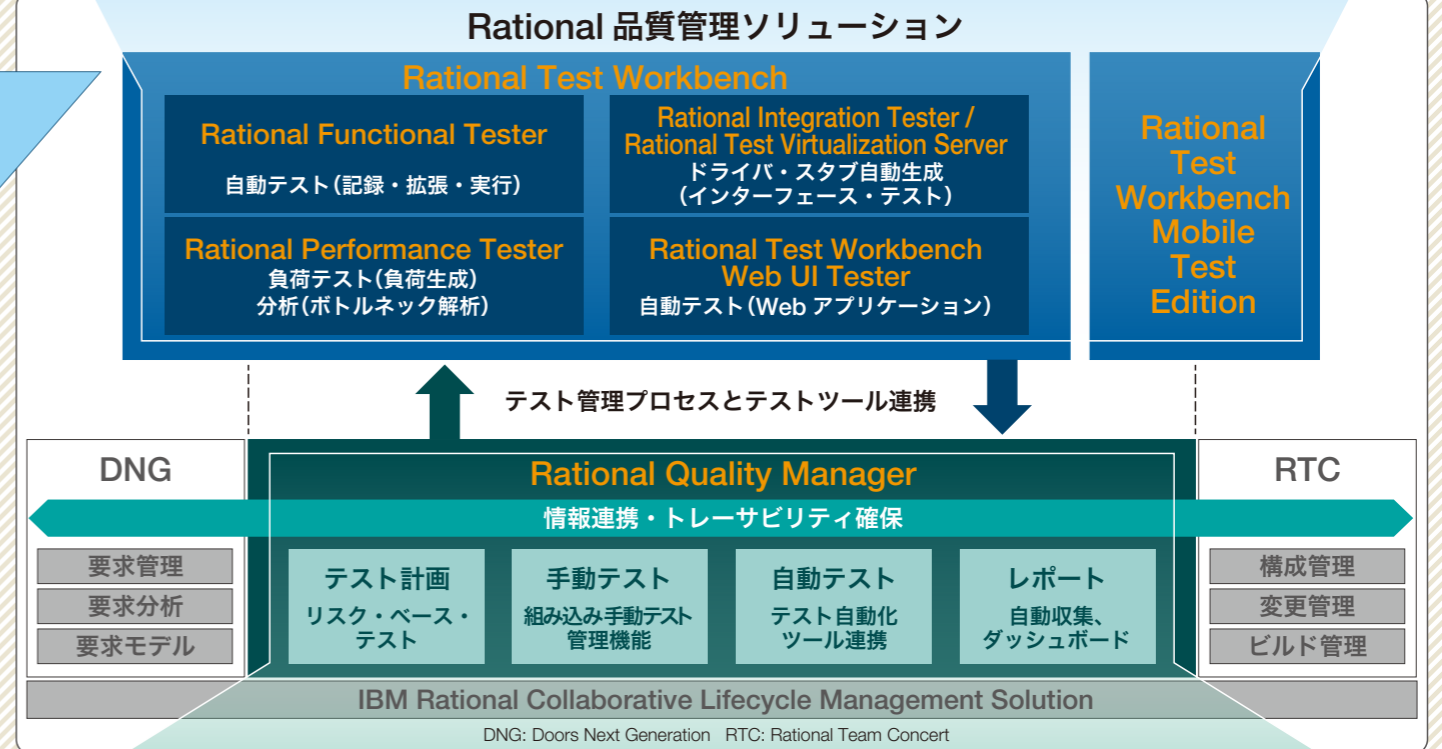 Rational 品質管理ソリューション
Rational Test Workbench
Rational Functional Tester
自動テスト(記録・拡張・実行)
Rational Integration Tester /
Rational Test Virtualization Server
ドライバ・スタブ自動生成
(インターフェース・テスト)
Rational Performance Tester
負荷テスト(負荷生成)
分析(ボトルネック解析)
Rational Test Workbench
Web UI Tester
自動テスト(Web アプリケーション)
Rational
Test
Workbench
Mobile
Test
Edition
テスト管理プロセスとテストツール連携
DNG
Rational Quality Manager
RTC
情報連携・トレーサビリティ確保
要求管理
要求分析
要求モデル
テスト計画
リスク・ベース・
テスト
手動テスト
組み込み手動テスト
管理機能
自動テスト
テスト自動化
ツール連携
レポート
自動収集、
ダッシュボード
構成管理
変更管理
ビルド管理
IBM Rational Collaborative Lifecycle Management Solution
DNG: Doors Next Generation RTC: Rational Team Concert